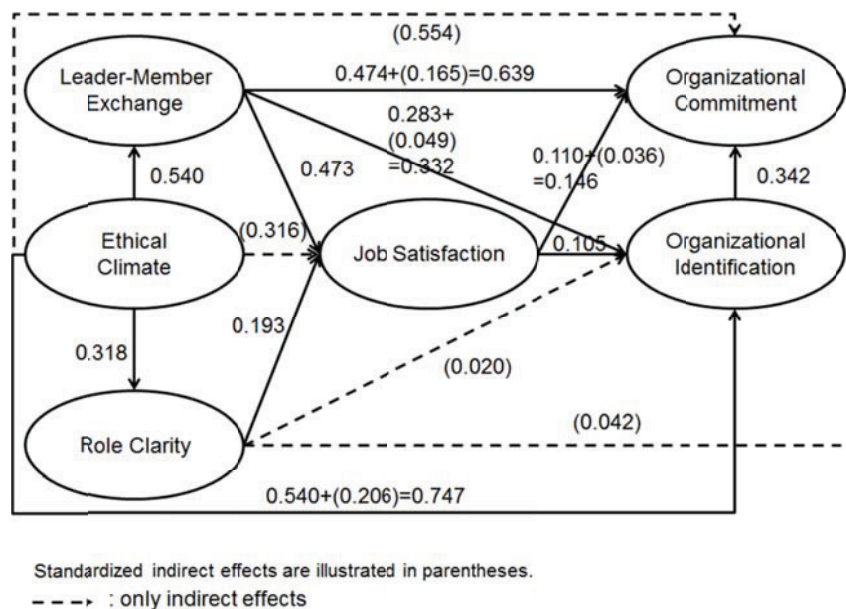 (0.554)
Leader-Member
Exchange
0.474+(0.165)=0.639
Organizational
Commitment
0.283+
(0.049)
=0.332
0.110+(0.036)
=0.146
0.540
0.473
0.342
Ethical
Climate
(0.316)
Job Satisfaction
0.105
Organizational
Identification
0.318
0.193
(0.020)
Role Clarity
(0.042)
0.540+(0.206)=0.747
Standardized indirect effects are illustrated in parentheses.
: only indirect effects